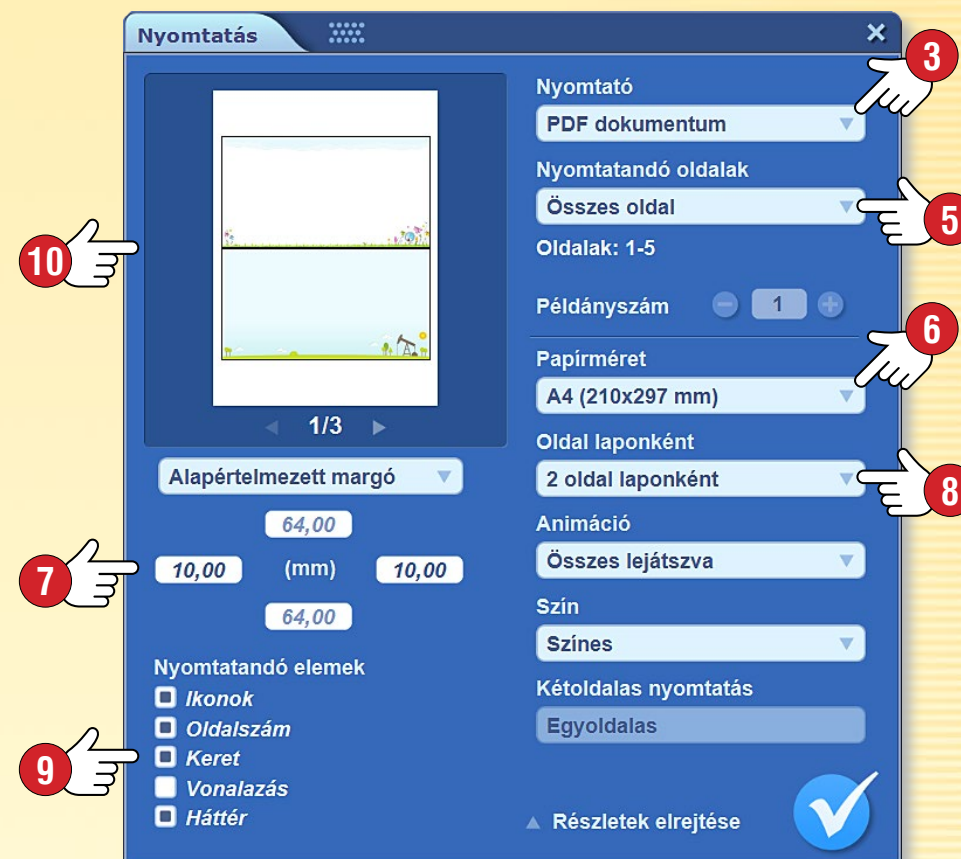 Nyomtatás
3
Nyomtató
PDF dokumentum
Nyomtatandó oldalak
Összes oldal
5
Oldalak: 1-5
10
Példányszám 1
6
Papírméret
A4 (210x297 mm)
1/3
Oldal laponként
2 oldal laponként
8
Alapértelmezett margó
64,00
7
10,00 (mm) 10,00
64,00
Animáció
Összes lejátszva
Szín
Színes
Kétoldalas nyomtatás
Egyoldalas
Nyomtatandó elemek
Ikonok
Oldalszám
9
Keret
Vonalazás
Háttér
Részletek elrejtése